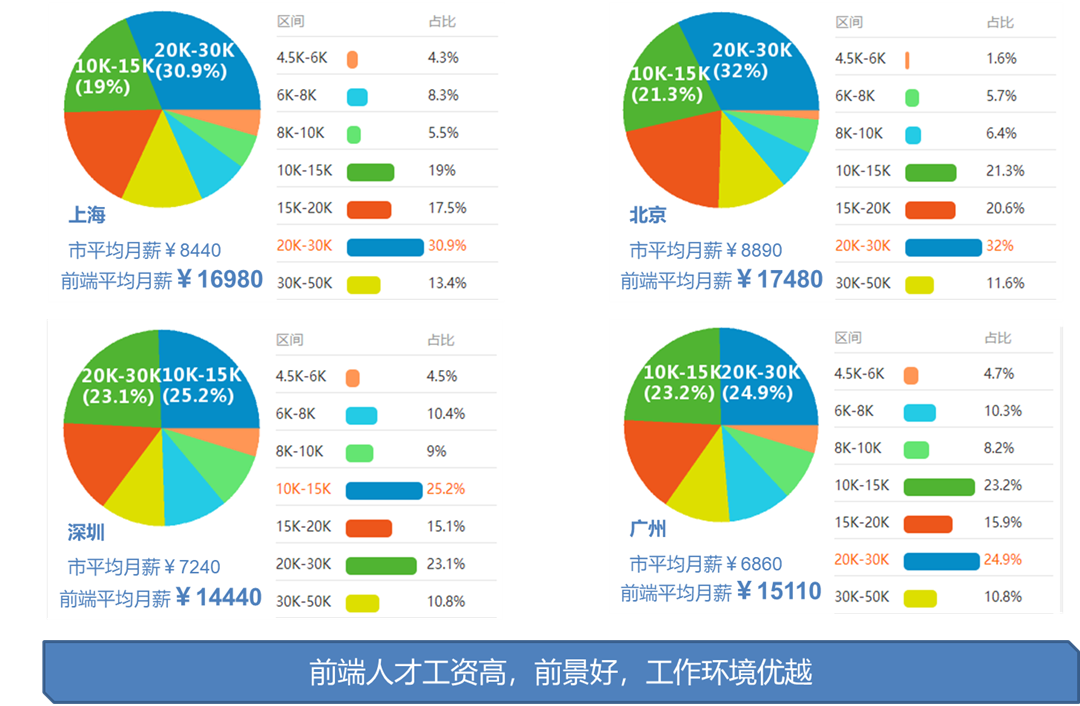 20K-30K
(30.9%)
10K-15K
(19%)
上海
市平均月薪￥8440
前端平均月薪￥16980
区间 占比
4.5K-6K 4.3%
6K-8K 8.3%
8K-10K 5.5%
10K-15K 19%
15K-20K 17.5%
20K-30K 30.9%
30K-50K 13.4%
20K-30K
(32%)
10K-15K
(21.3%)
北京
市平均月薪￥8890
前端平均月薪￥17480
区间 占比
4.5K-6K 1.6%
6K-8K 5.7%
8K-10K 6.4%
10K-15K 21.3%
15K-20K 20.6%
20K-30K 32%
30K-50K 11.6%
20K-30K 10K-15K
(23.1%) (25.2%)
深圳
市平均月薪￥7240
前端平均月薪￥14440
区间 占比
4.5K-6K 4.5%
6K-8K 10.4%
8K-10K 9%
10K-15K 25.2%
15K-20K 15.1%
20K-30K 23.1%
30K-50K 10.8%
10K-15K 20K-30K
(23.2%) (24.9%)
广州
市平均月薪￥6860
前端平均月薪￥15110
区间 占比
4.5K-6K 4.7%
6K-8K 10.3%
8K-10K 8.2%
10K-15K 23.2%
15K-20K 15.9%
20K-30K 24.9%
30K-50K 10.8%
前端人才工资高，前景好，工作环境优越